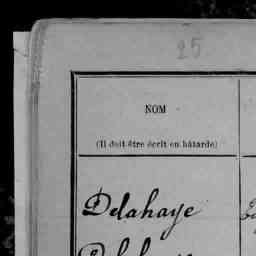 25
NOM
(Il doit être écrit en bâtarde)
Delahaye